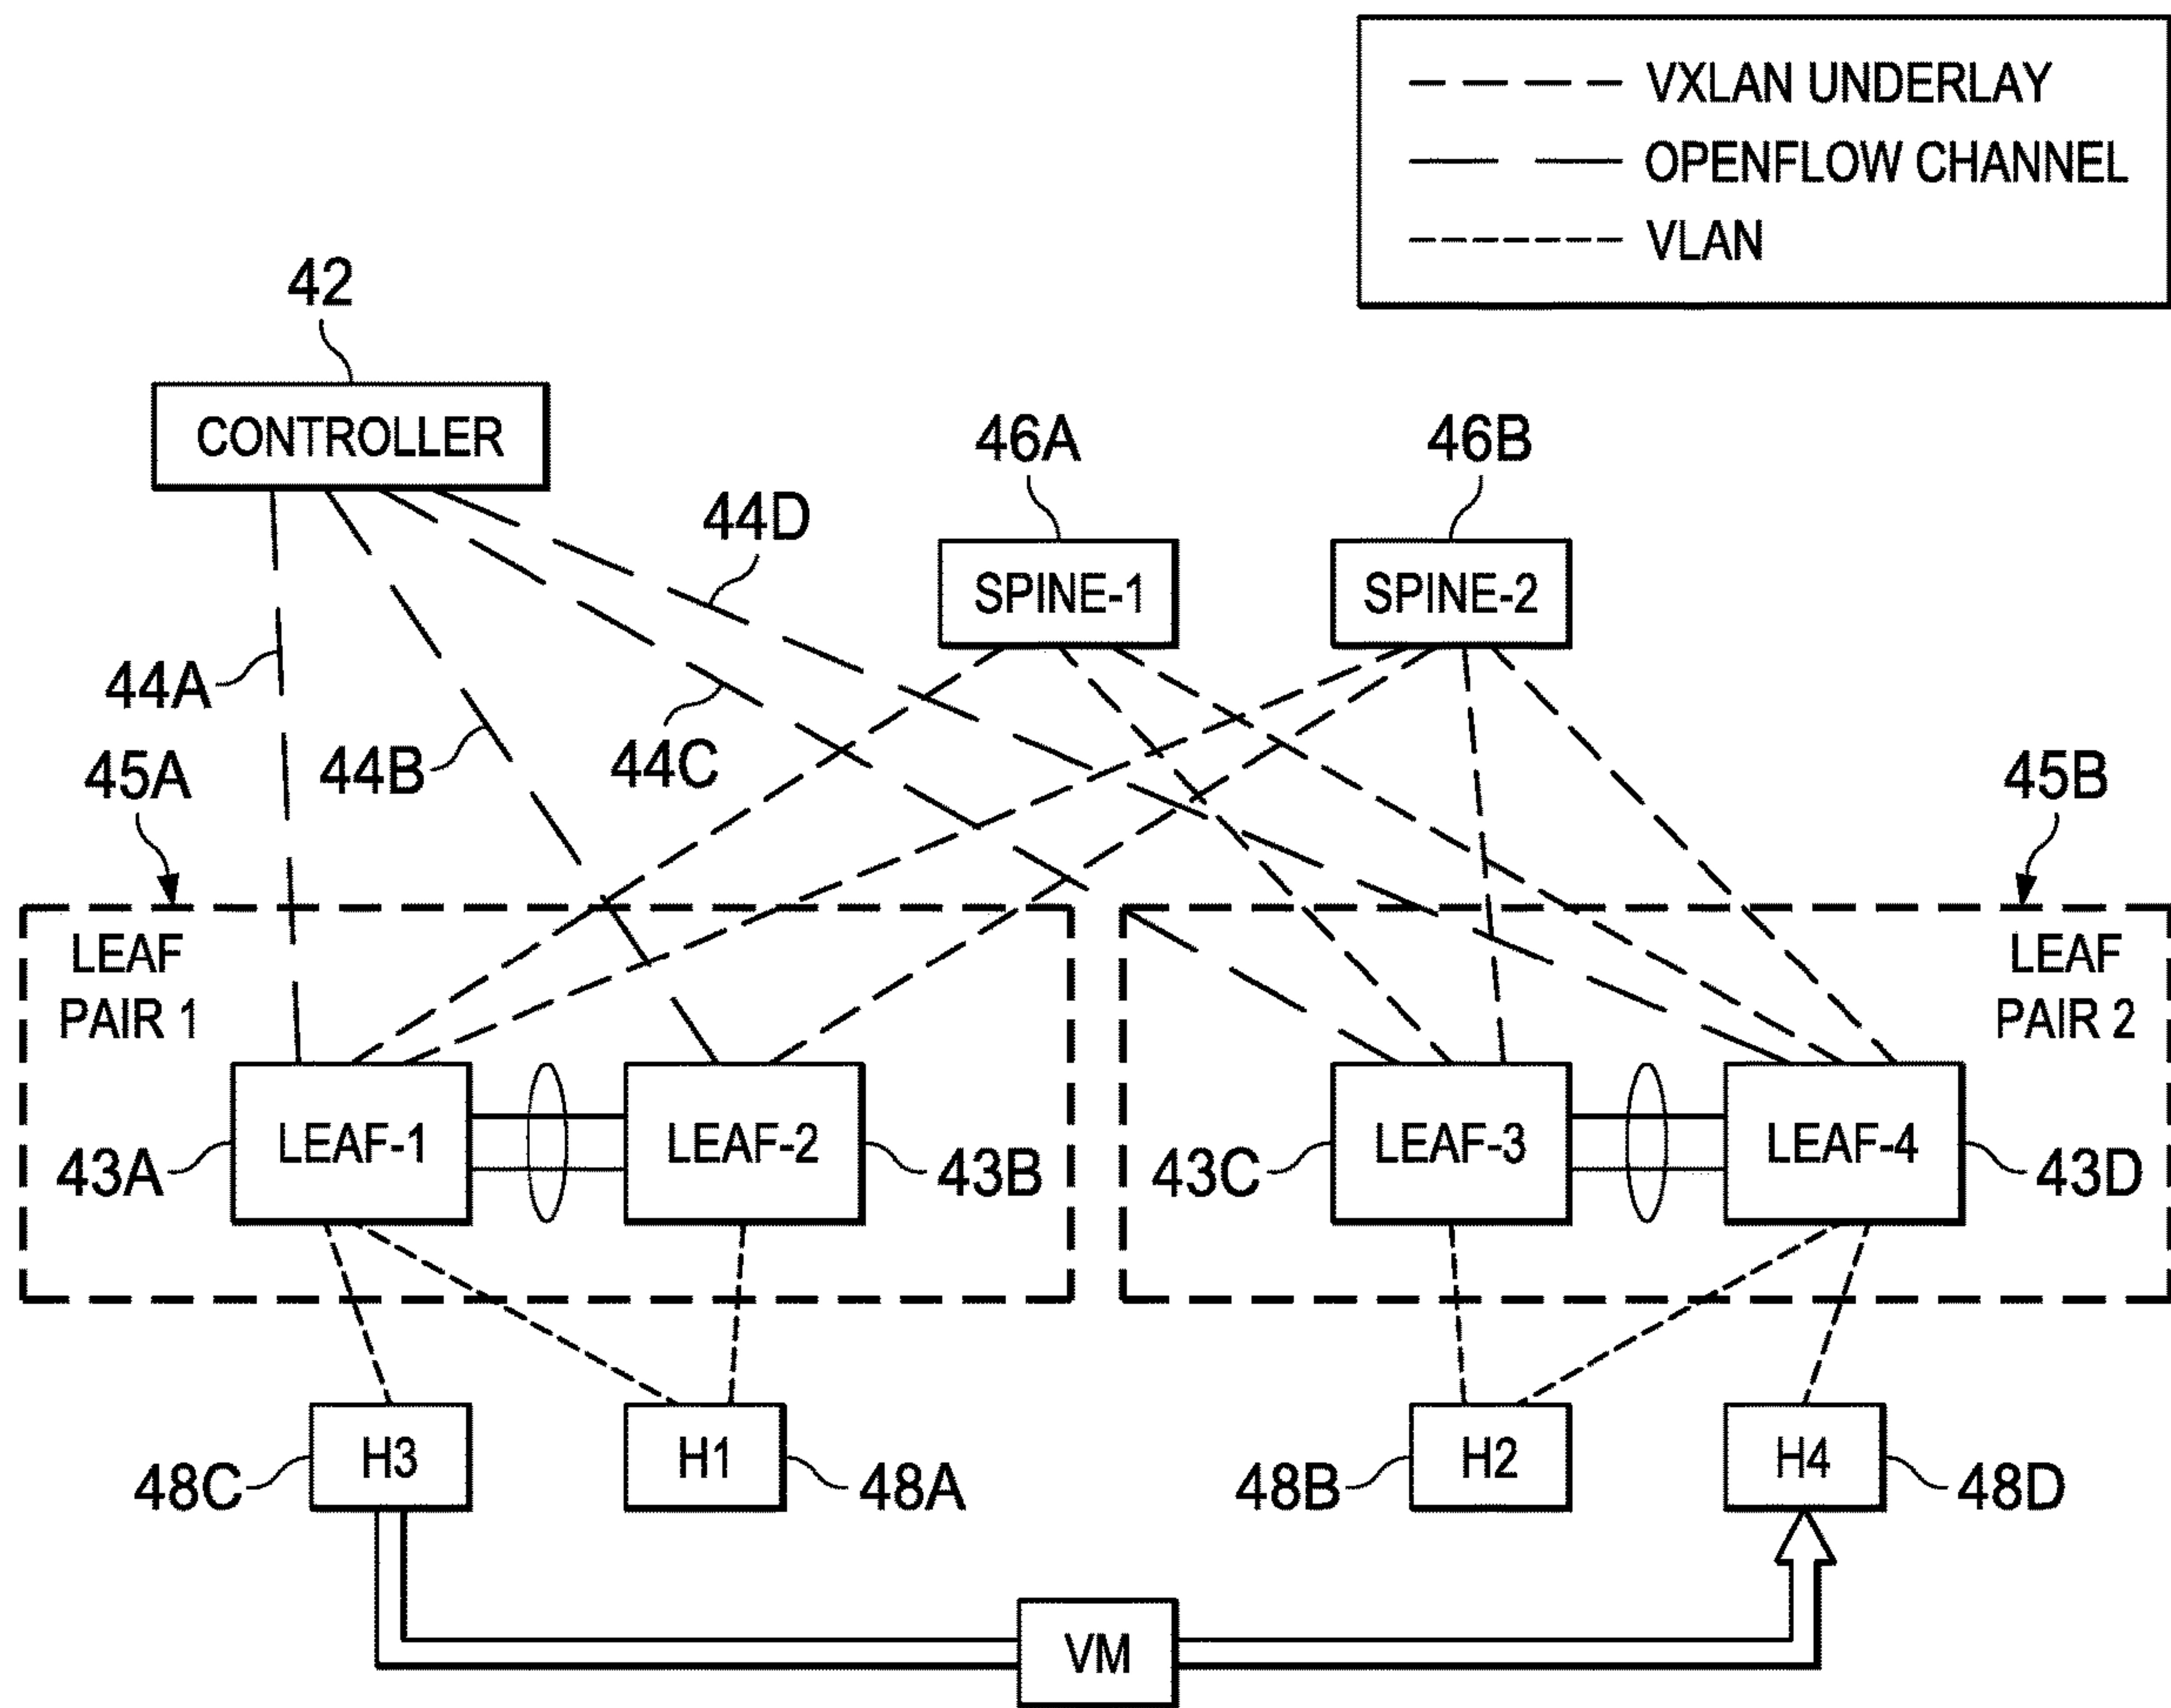 VXLAN UNDERLAY
OPENFLOW CHANNEL
VLAN
42
CONTROLLER
46A
46B
44D
SPINE-1
SPINE-2
44A
44B
44C
45A
45B
LEAF
PAIR 1
LEAF
PAIR 2
LEAF-1
LEAF-2
LEAF-3
LEAF-4
43A
43B
43C
43D
H3
H1
H2
H4
48C
48A
48B
48D
VM